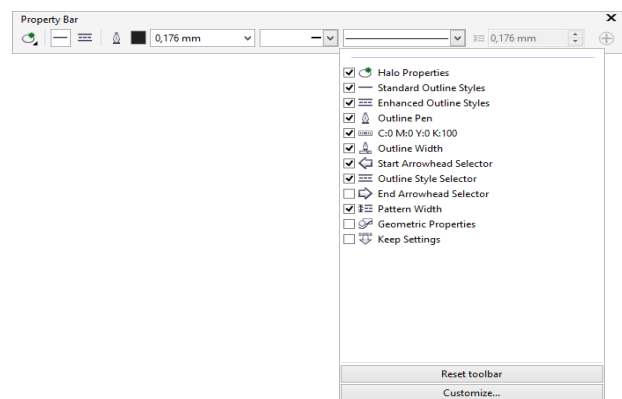 Property Bar
0,176 mm
0,176 mm
Halo Properties
Standard Outline Styles
Enhanced Outline Styles
Outline Pen
C:0 M:0 Y:0 K:100
Outline Width
Start Arrowhead Selector
Outline Style Selector
End Arrowhead Selector
Pattern Width
Geometric Properties
Keep Settings
Reset toolbar
Customize...